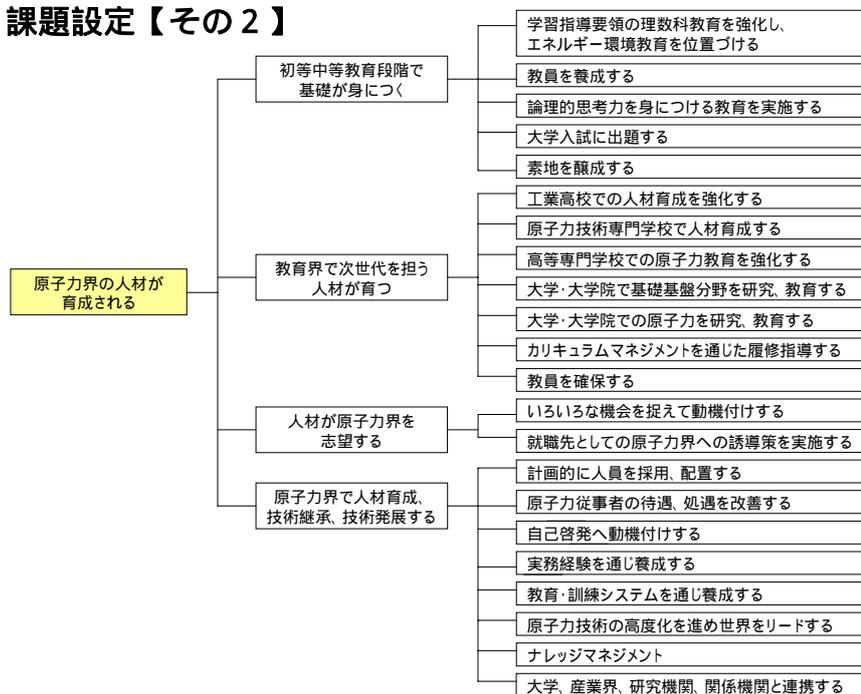 課題設定【その2】
原子力界の人材が
育成される
初等中等教育段階で
基礎が身につく
学習指導要領の理数科教育を強化し、
エネルギー環境教育を位置づける
教員を養成する
論理的思考力を身につける教育を実施する
大学入試に出題する
素地を醸成する
教育界で次世代を担う
人材が育つ
工業高校での人材育成を強化する
原子力技術専門学校で人材育成する
高等専門学校での原子力教育を強化する
大学・大学院で基礎基盤分野を研究、教育する
大学・大学院での原子力を研究、教育する
カリキュラムマネジメントを通じた履修指導する
教員を確保する
人材が原子力界を
志望する
いろいろな機会を捉えて動機付けする
就職先としての原子力界への誘導策を実施する
原子力界で人材育成、
技術継承、技術発展する
計画的に人員を採用、配置する
原子力従事者の待遇、処遇を改善する
自己啓発へ動機付けする
実務経験を通じ養成する
教育・訓練システムを通じ養成する
原子力技術の高度化を進め世界をリードする
ナレッジマネジメント
大学、産業界、研究機関、関係機関と連携する